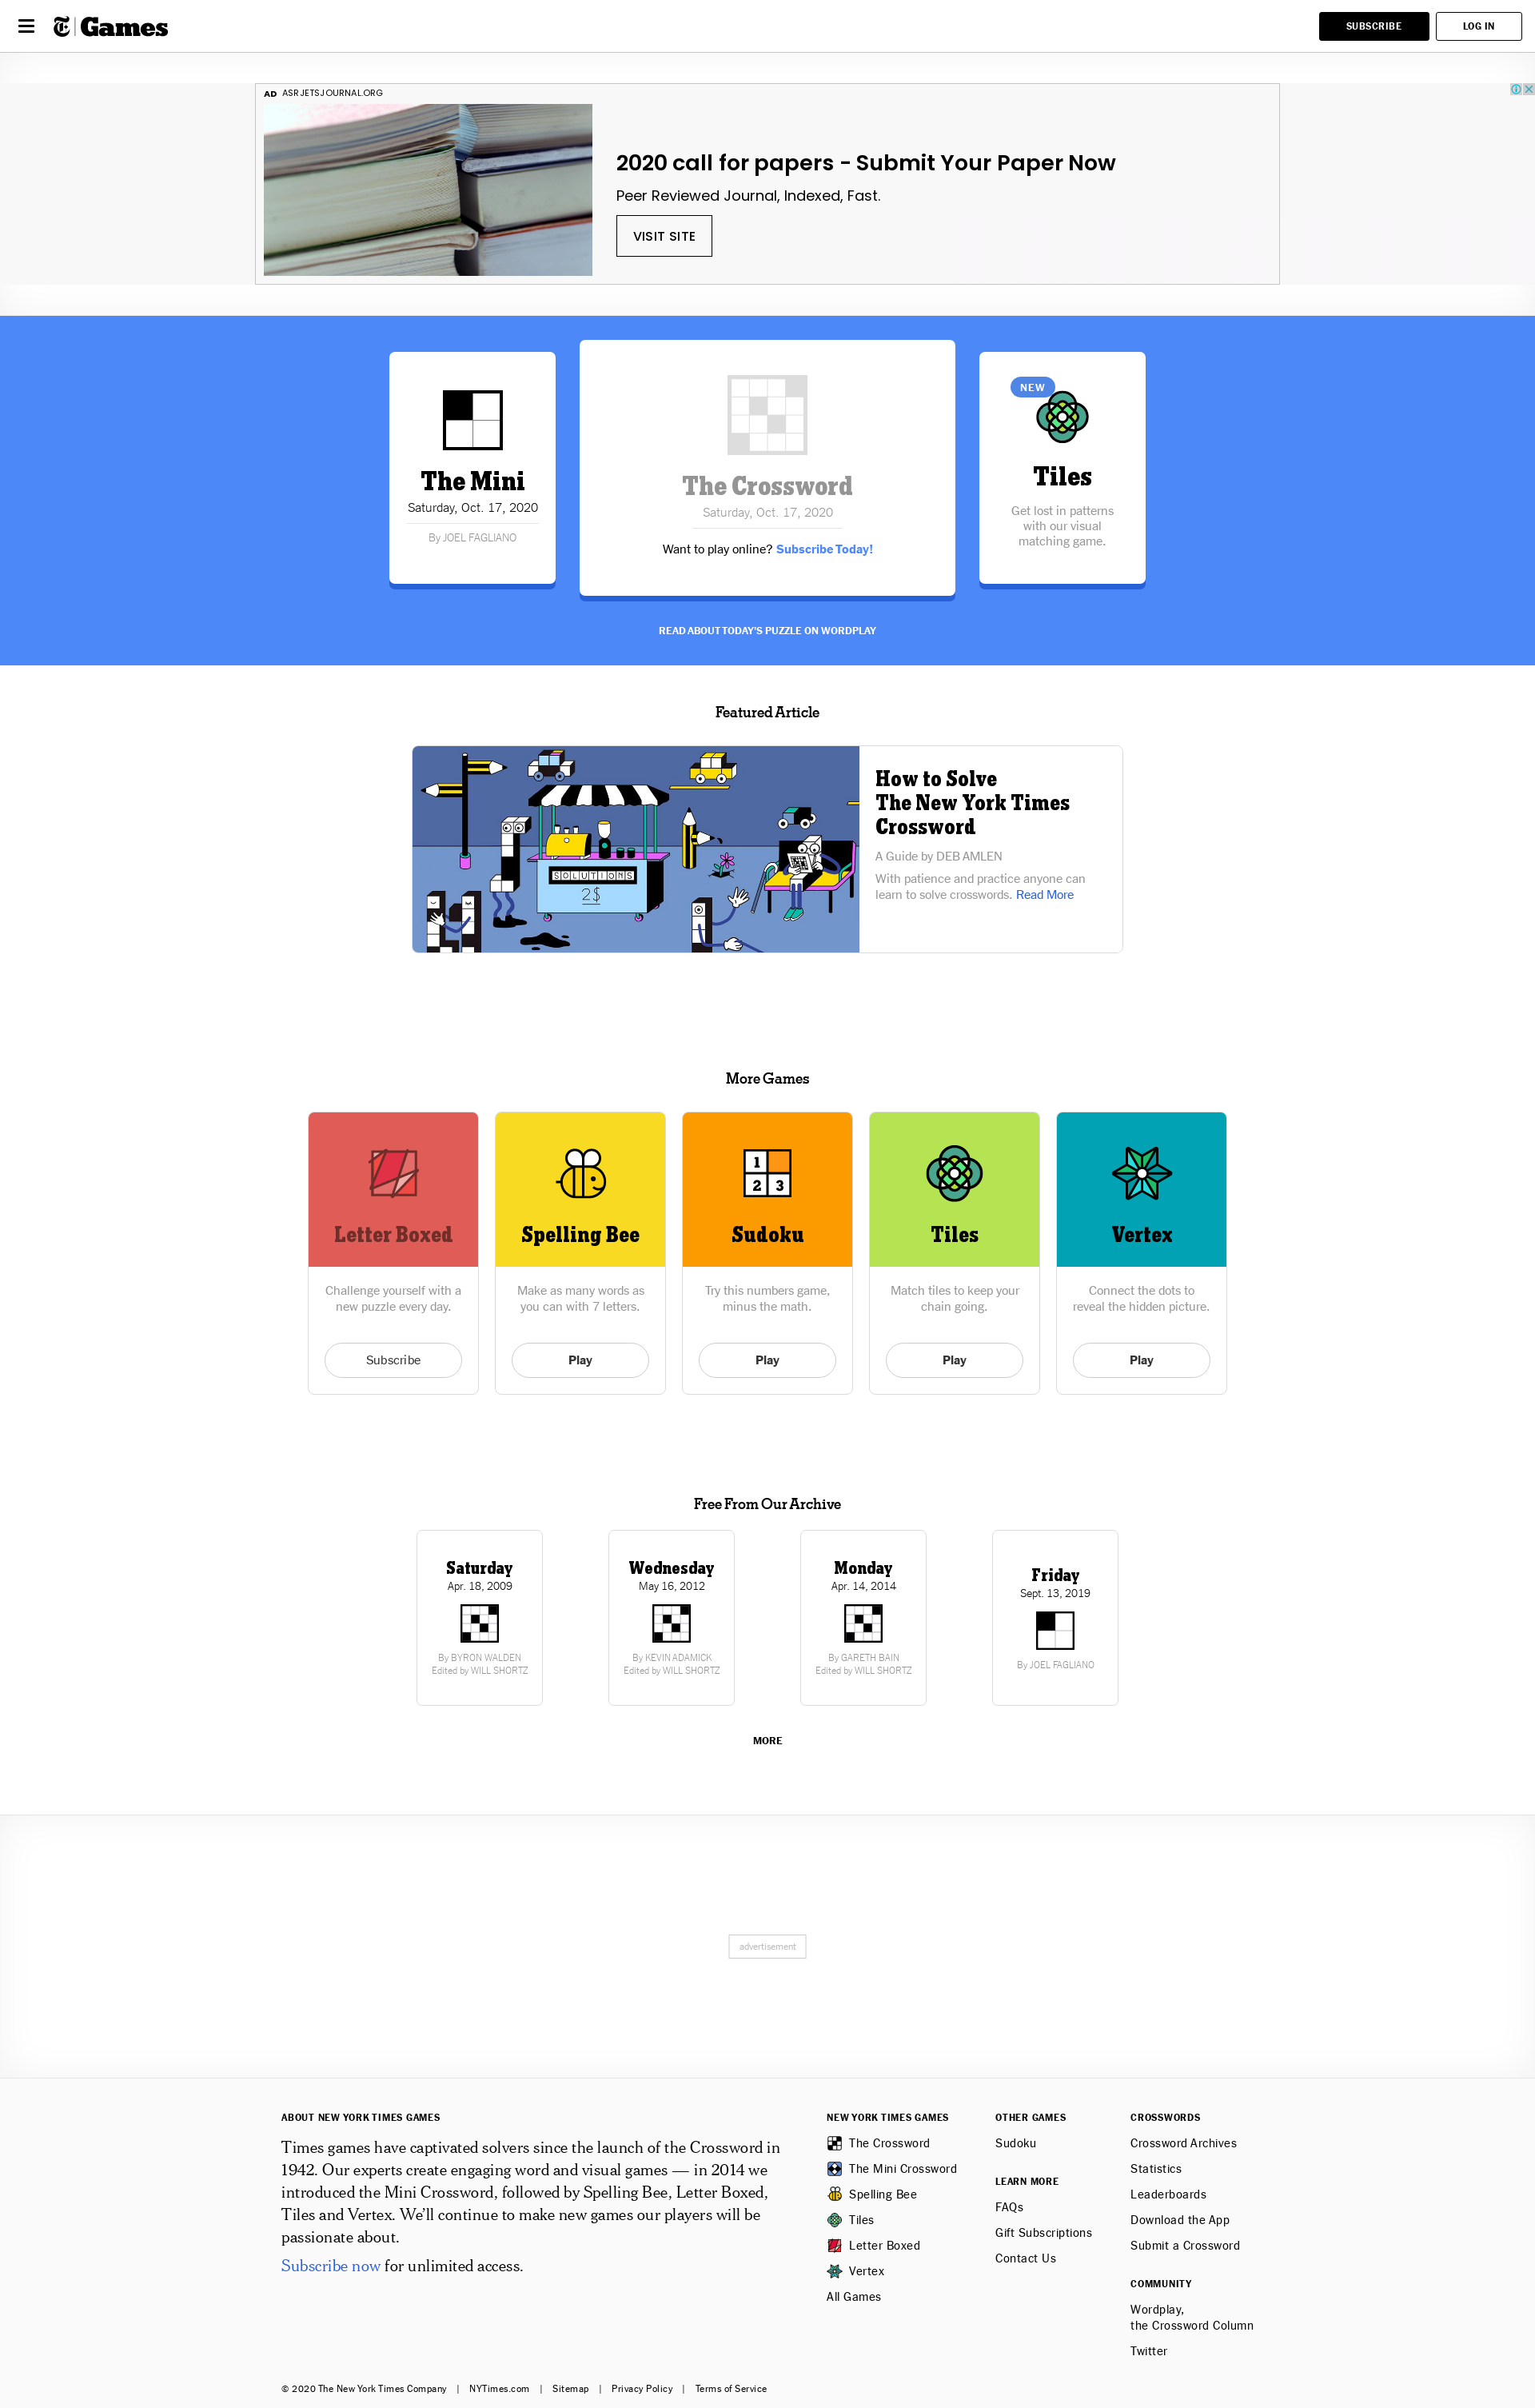 Games
SUBSCRIBE
LOG IN
AD ASRJETSJOURNAL.ORG
2020 call for papers - Submit Your Paper Now
Peer Reviewed Journal, Indexed, Fast.
VISIT SITE
The Mini
Saturday, Oct. 17, 2020
By JOEL FAGLIANO
The Crossword
Saturday, Oct. 17, 2020
Want to play online? Subscribe Today!
NEW
Tiles
Get lost in patterns
with our visual
matching game.
READ ABOUT TODAY'S PUZZLE ON WORDPLAY
Featured Article
SOLUTIONS
2$
How to Solve
The New York Times
Crossword
A Guide by DEB AMLEN
With patience and practice anyone can
learn to solve crosswords. Read More
More Games
Letter Boxed
Challenge yourself with a
new puzzle every day.
Subscribe
Spelling Bee
Make as many words as
you can with 7 letters.
Play
1
2 3
Sudoku
Try this numbers game,
minus the math.
Play
Tiles
Match tiles to keep your
chain going.
Play
Vertex
Connect the dots to
reveal the hidden picture.
Play
Free From Our Archive
Saturday
Apr. 18, 2009
By BYRON WALDEN
Edited by WILL SHORTZ
Wednesday
May 16, 2012
By KEVIN ADAMICK
Edited by WILL SHORTZ
Monday
Apr. 14, 2014
By GARETH BAIN
Edited by WILL SHORTZ
Friday
Sept. 13, 2019
By JOEL FAGLIANO
MORE
advertisement
ABOUT NEW YORK TIMES GAMES
Times games have captivated solvers since the launch of the Crossword in
1942. Our experts create engaging word and visual games — in 2014 we
introduced the Mini Crossword, followed by Spelling Bee, Letter Boxed,
Tiles and Vertex. We’ll continue to make new games our players will be
passionate about.
Subscribe now for unlimited access.
NEW YORK TIMES GAMES
The Crossword
The Mini Crossword
Spelling Bee
Tiles
Letter Boxed
Vertex
All Games
OTHER GAMES
Sudoku
LEARN MORE
FAQs
Gift Subscriptions
Contact Us
CROSSWORDS
Crossword Archives
Statistics
Leaderboards
Download the App
Submit a Crossword
COMMUNITY
Wordplay,
the Crossword Column
Twitter
© 2020 The New York Times Company | NYTimes.com | Sitemap | Privacy Policy | Terms of Service